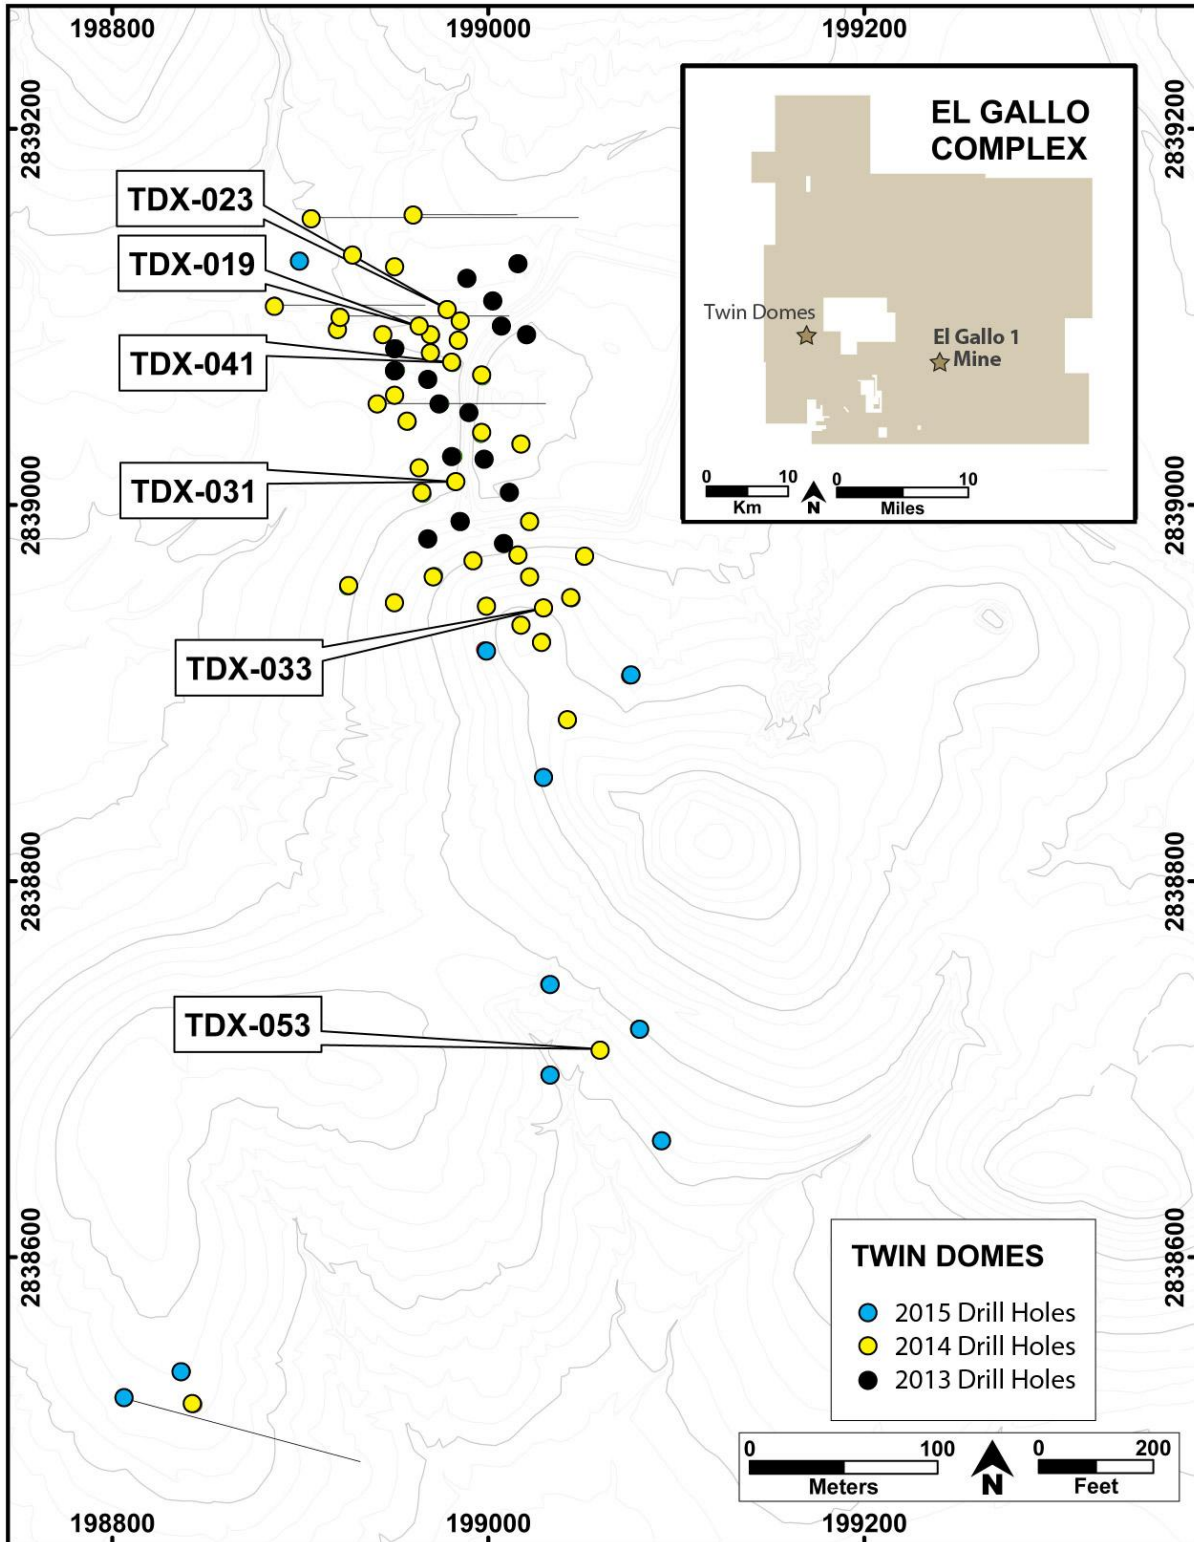 198800
199000
199200
2839200
2839200
EL GALLO
COMPLEX
TDX-023
TDX-019
Twin Domes
El Gallo 1
Mine
TDX-041
TDX-031
0
10
0
10
Km
N
Miles
2839000
2839000
TDX-033
2838800
2838800
TDX-053
2838600
2838600
TWIN DOMES
2015 Drill Holes
2014 Drill Holes
2013 Drill Holes
0
100
0
200
Meters
N
Feet
198800
199000
199200